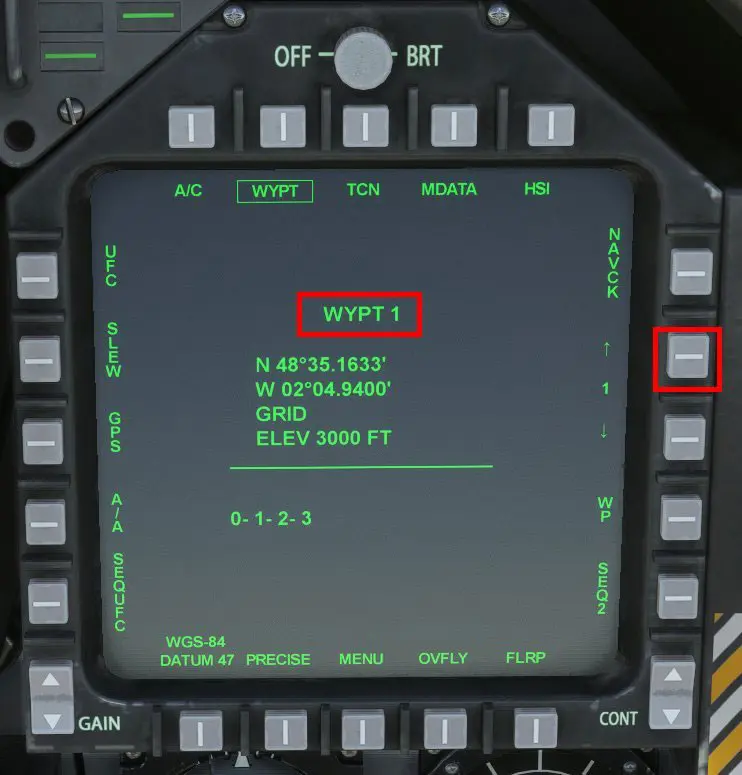 OFF
BRT
A/C
WYPT
TCN
MDATA
HSI
UFC
SLEW
GPS
A/A
SEQUFC
WYPT 1
N 48°35.1633'
W 02°04.9400'
GRID
ELEV 3000 FT
0- 1- 2- 3
NAVCK
↑
1
↓
WP
SEQ2
WGS-84
DATUM 47
PRECISE
MENU
OVFLY
FLRP
GAIN
CONT